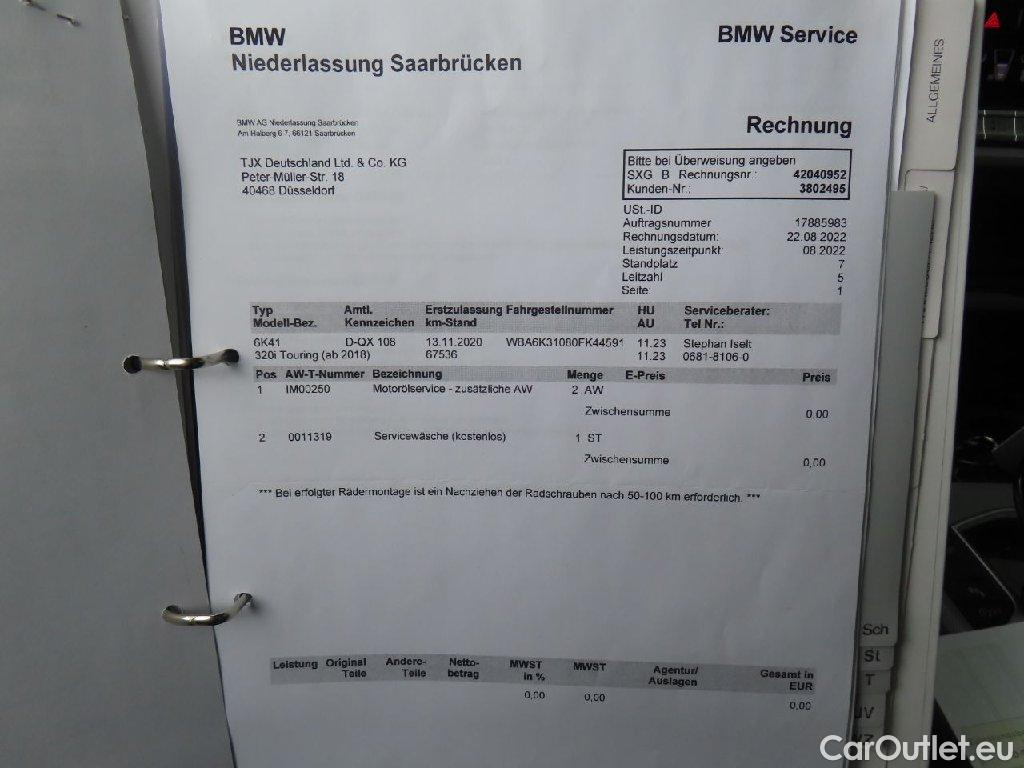 BMW
Niederlassung Saarbrücken
BMW Service
BMW AG Niederlassung Saarbrücken
Am Halberg 6-7, 66121 Saarbrücken
Rechnung
TJX Deutschland Ltd. & Co. KG
Peter-Müller-Str. 18
40468 Düsseldorf
Bitte bei Überweisung angeben
SXG B Rechnungsnr.: 42040952
Kunden-Nr.: 3802495
USt.-ID
Auftragsnummer 17885983
Rechnungsdatum: 22.08.2022
Leistungszeitpunkt: 08.2022
Standplatz 7
Leitzahl 5
Seite: 1
Typ Amtl. Erstzulassung Fahrgestellnummer HU Serviceberater:
Modell-Bez. Kennzeichen km-Stand AU Tel Nr.:
6K41 D-QX 108 13.11.2020 WBA6K31080FK44591 11.23 Stephan Iselt
320i Touring (ab 2018) 67536 11.23 0681-8106-0
Pos AW-T-Nummer Bezeichnung Menge E-Preis Preis
1 IM00250 Motorölservice - zusätzliche AW 2 AW
Zwischensumme 0,00
2 0011319 Servicewäsche (kostenlos) 1 ST
Zwischensumme 0,00
*** Bei erfolgter Rädermontage ist ein Nachziehen der Radschrauben nach 50-100 km erforderlich. ***
Leistung Original Andere- Netto- MWST MWST Agentur/ Gesamt in
Teile Teile betrag in % Auslagen EUR
0,00 0,00 0,00
ALLGEMEINES
Sch
St
T
UV
VZ
CarOutlet.eu